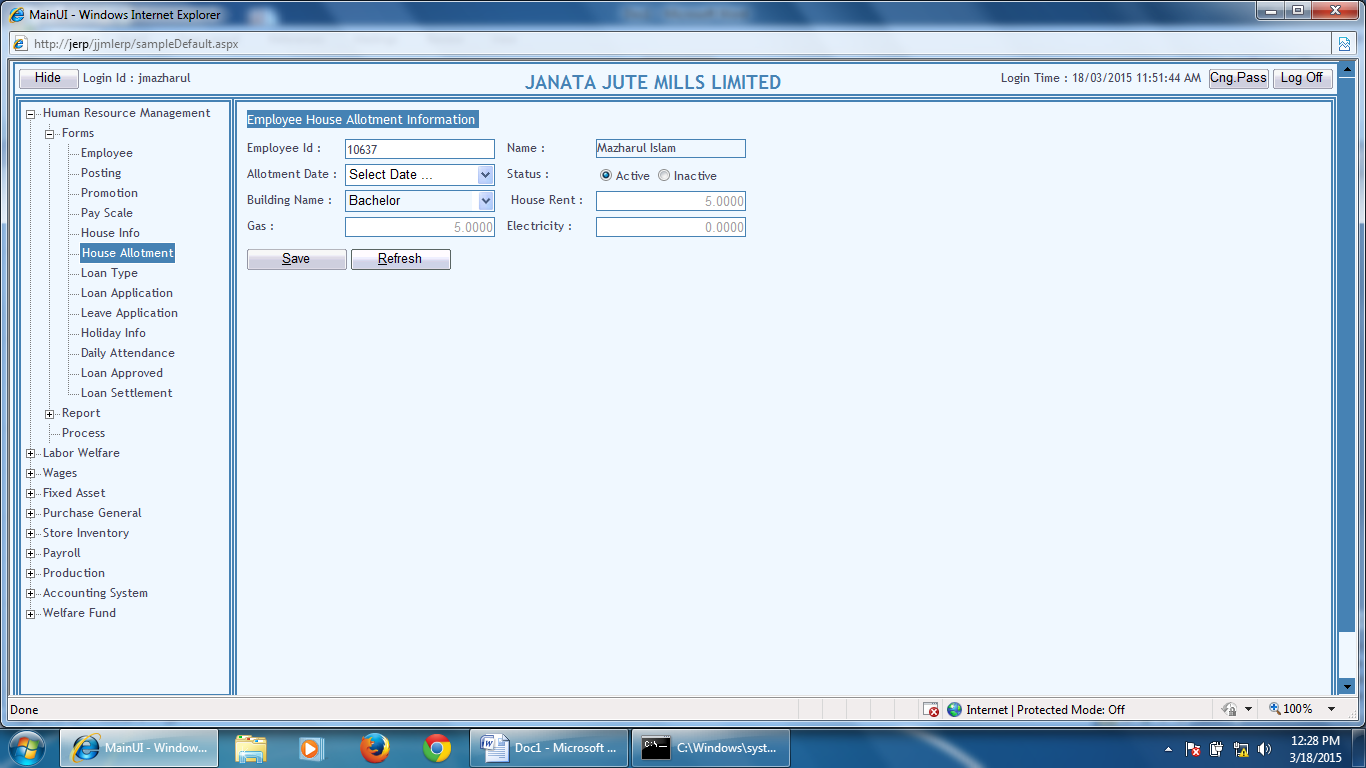 MainUI - Windows Internet Explorer
http://jerp/jjmlerp/sampleDefault.aspx
Hide Login Id : jmazharul JANATA JUTE MILLS LIMITED Login Time : 18/03/2015 11:51:44 AM Cng.Pass Log Off
Human Resource Management
Forms
Employee
Posting
Promotion
Pay Scale
House Info
House Allotment
Loan Type
Loan Application
Leave Application
Holiday Info
Daily Attendance
Loan Approved
Loan Settlement
Report
Process
Labor Welfare
Wages
Fixed Asset
Purchase General
Store Inventory
Payroll
Production
Accounting System
Welfare Fund
Employee House Allotment Information
Employee Id : 10637 Name : Mazharul Islam
Allotment Date : Select Date ... Status : Active Inactive
Building Name : Bachelor House Rent : 5.0000
Gas : 5.0000 Electricity : 0.0000
Save Refresh
Done Internet | Protected Mode: Off 100%
MainUI - Window... Doc1 - Microsoft ... C:\Windows\syst... 12:28 PM
3/18/2015